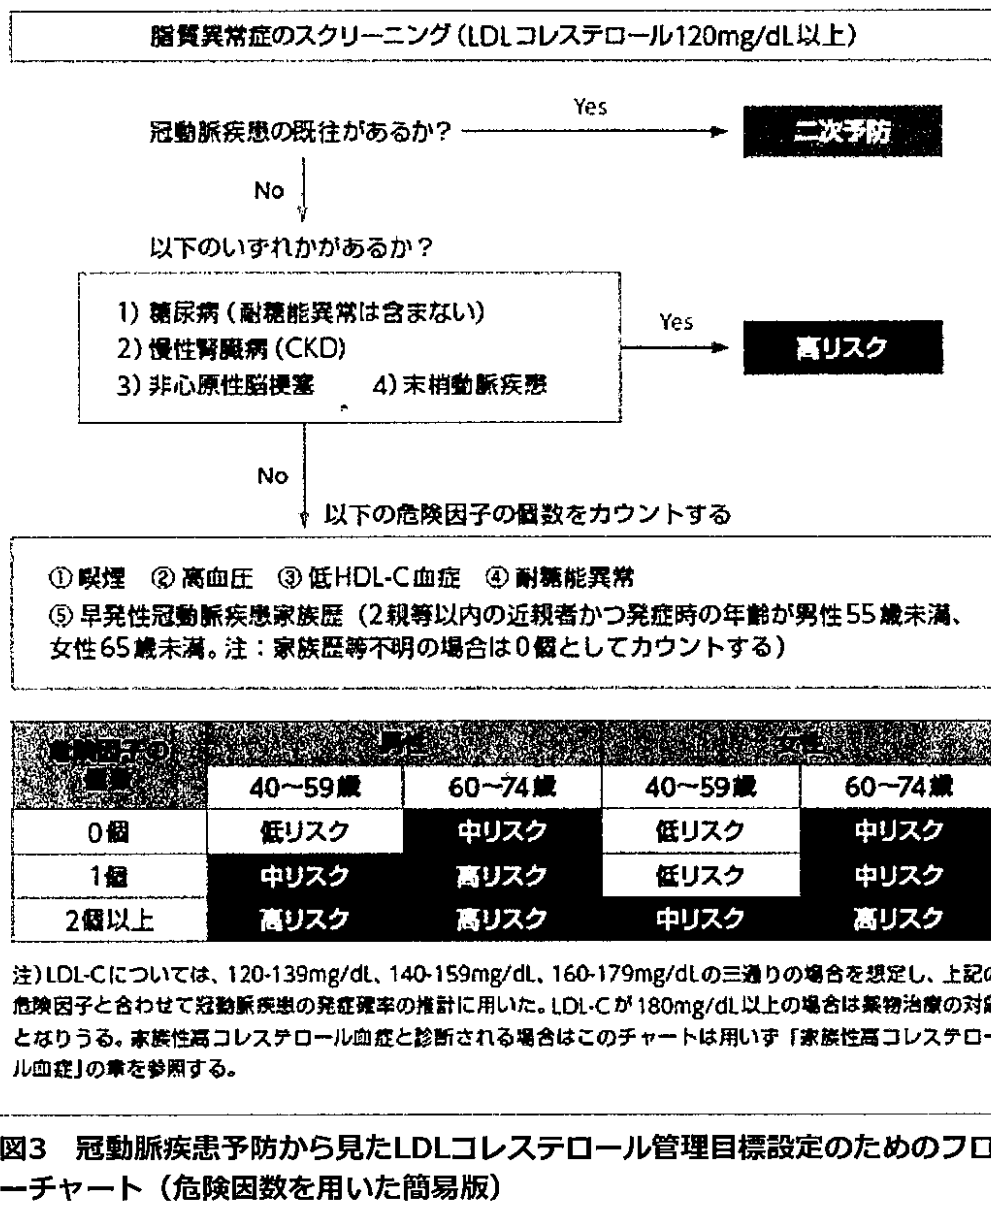 脂質異常症のスクリーニング（LDLコレステロール120mg/dL以上）
冠動脈疾患の既往があるか？
Yes
二次予防
No
以下のいずれかがあるか？
1) 糖尿病（耐糖能異常は含まない）
2) 慢性腎臓病 (CKD)
3) 非心原性脳梗塞 4) 末梢動脈疾患
Yes
高リスク
No
以下の危険因子の個数をカウントする
① 喫煙 ② 高血圧 ③ 低HDL-C血症 ④ 耐糖能異常
⑤ 早発性冠動脈疾患家族歴（2親等以内の近親者かつ発症時の年齢が男性55歳未満、
女性65歳未満。注：家族歴等不明の場合は0個としてカウントする）
危険因子の 男性 女性
個数 40〜59歳 60〜74歳 40〜59歳 60〜74歳
0個 低リスク 中リスク 低リスク 中リスク
1個 中リスク 高リスク 低リスク 中リスク
2個以上 高リスク 高リスク 中リスク 高リスク
注) LDL-Cについては、120-139mg/dL、140-159mg/dL、160-179mg/dLの三通りの場合を想定し、上記の
危険因子と合わせて冠動脈疾患の発症確率の推計に用いた。LDL-Cが180mg/dL以上の場合は薬物治療の対象
となりうる。家族性高コレステロール血症と診断される場合はこのチャートは用いず「家族性高コレステロー
ル血症」の章を参照する。
図3 冠動脈疾患予防から見たLDLコレステロール管理目標設定のためのフロ
ーチャート（危険因数を用いた簡易版）